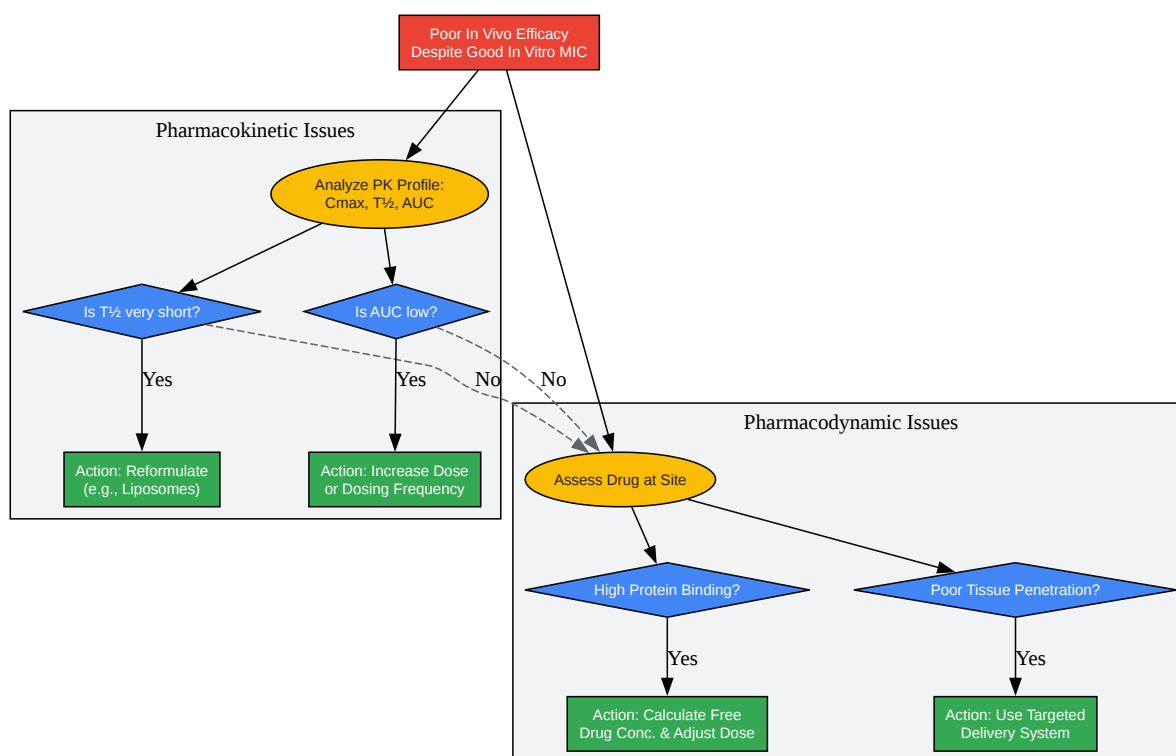 Poor In Vivo Efficacy
Despite Good In Vitro MIC
Pharmacokinetic Issues
Analyze PK Profile:
Cmax, T½, AUC
Is T½ very short?
Is AUC low?
Yes
Yes
No
No
Action: Reformulate
(e.g., Liposomes)
Action: Increase Dose
or Dosing Frequency
Pharmacodynamic Issues
Assess Drug at Site
High Protein Binding?
Poor Tissue Penetration?
Yes
Yes
Action: Calculate Free
Drug Conc. & Adjust Dose
Action: Use Targeted
Delivery System